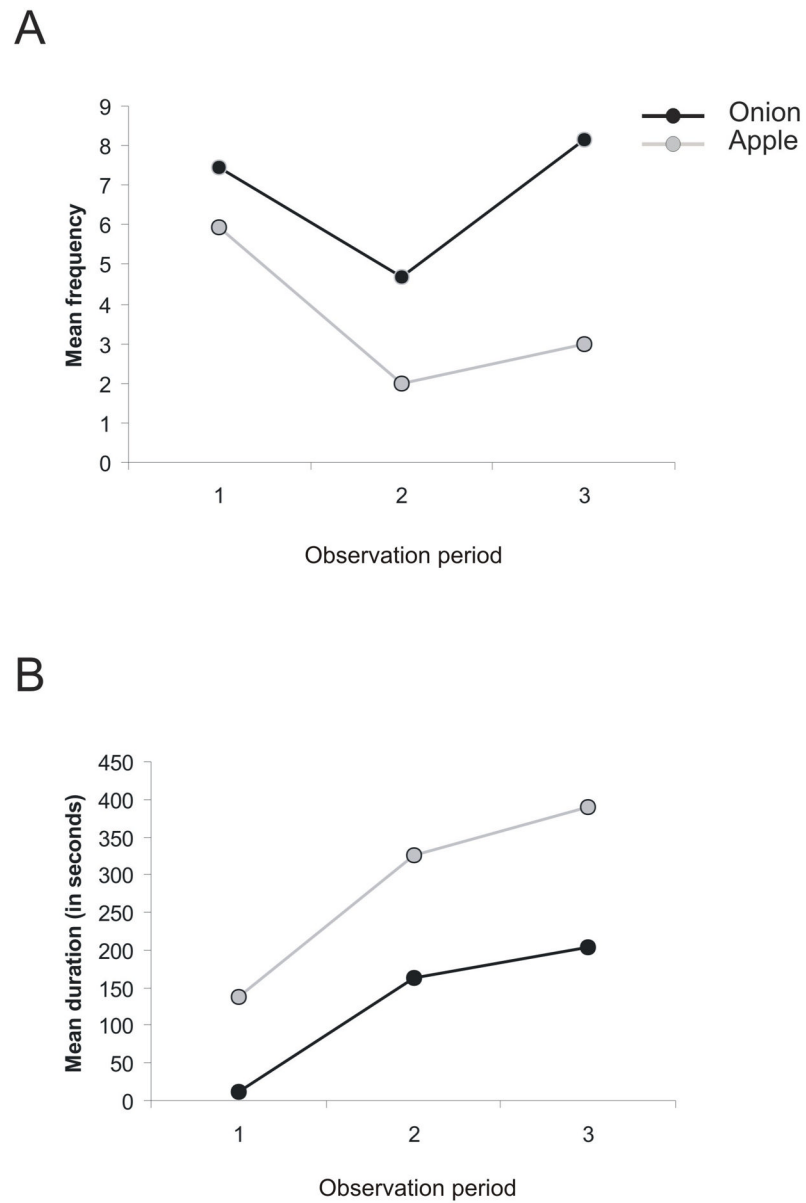 A
Onion
Apple
Mean frequency
9
8
7
6
5
4
3
2
1
0
1 2 3
Observation period
B
Mean duration (in seconds)
450
400
350
300
250
200
150
100
50
0
1 2 3
Observation period